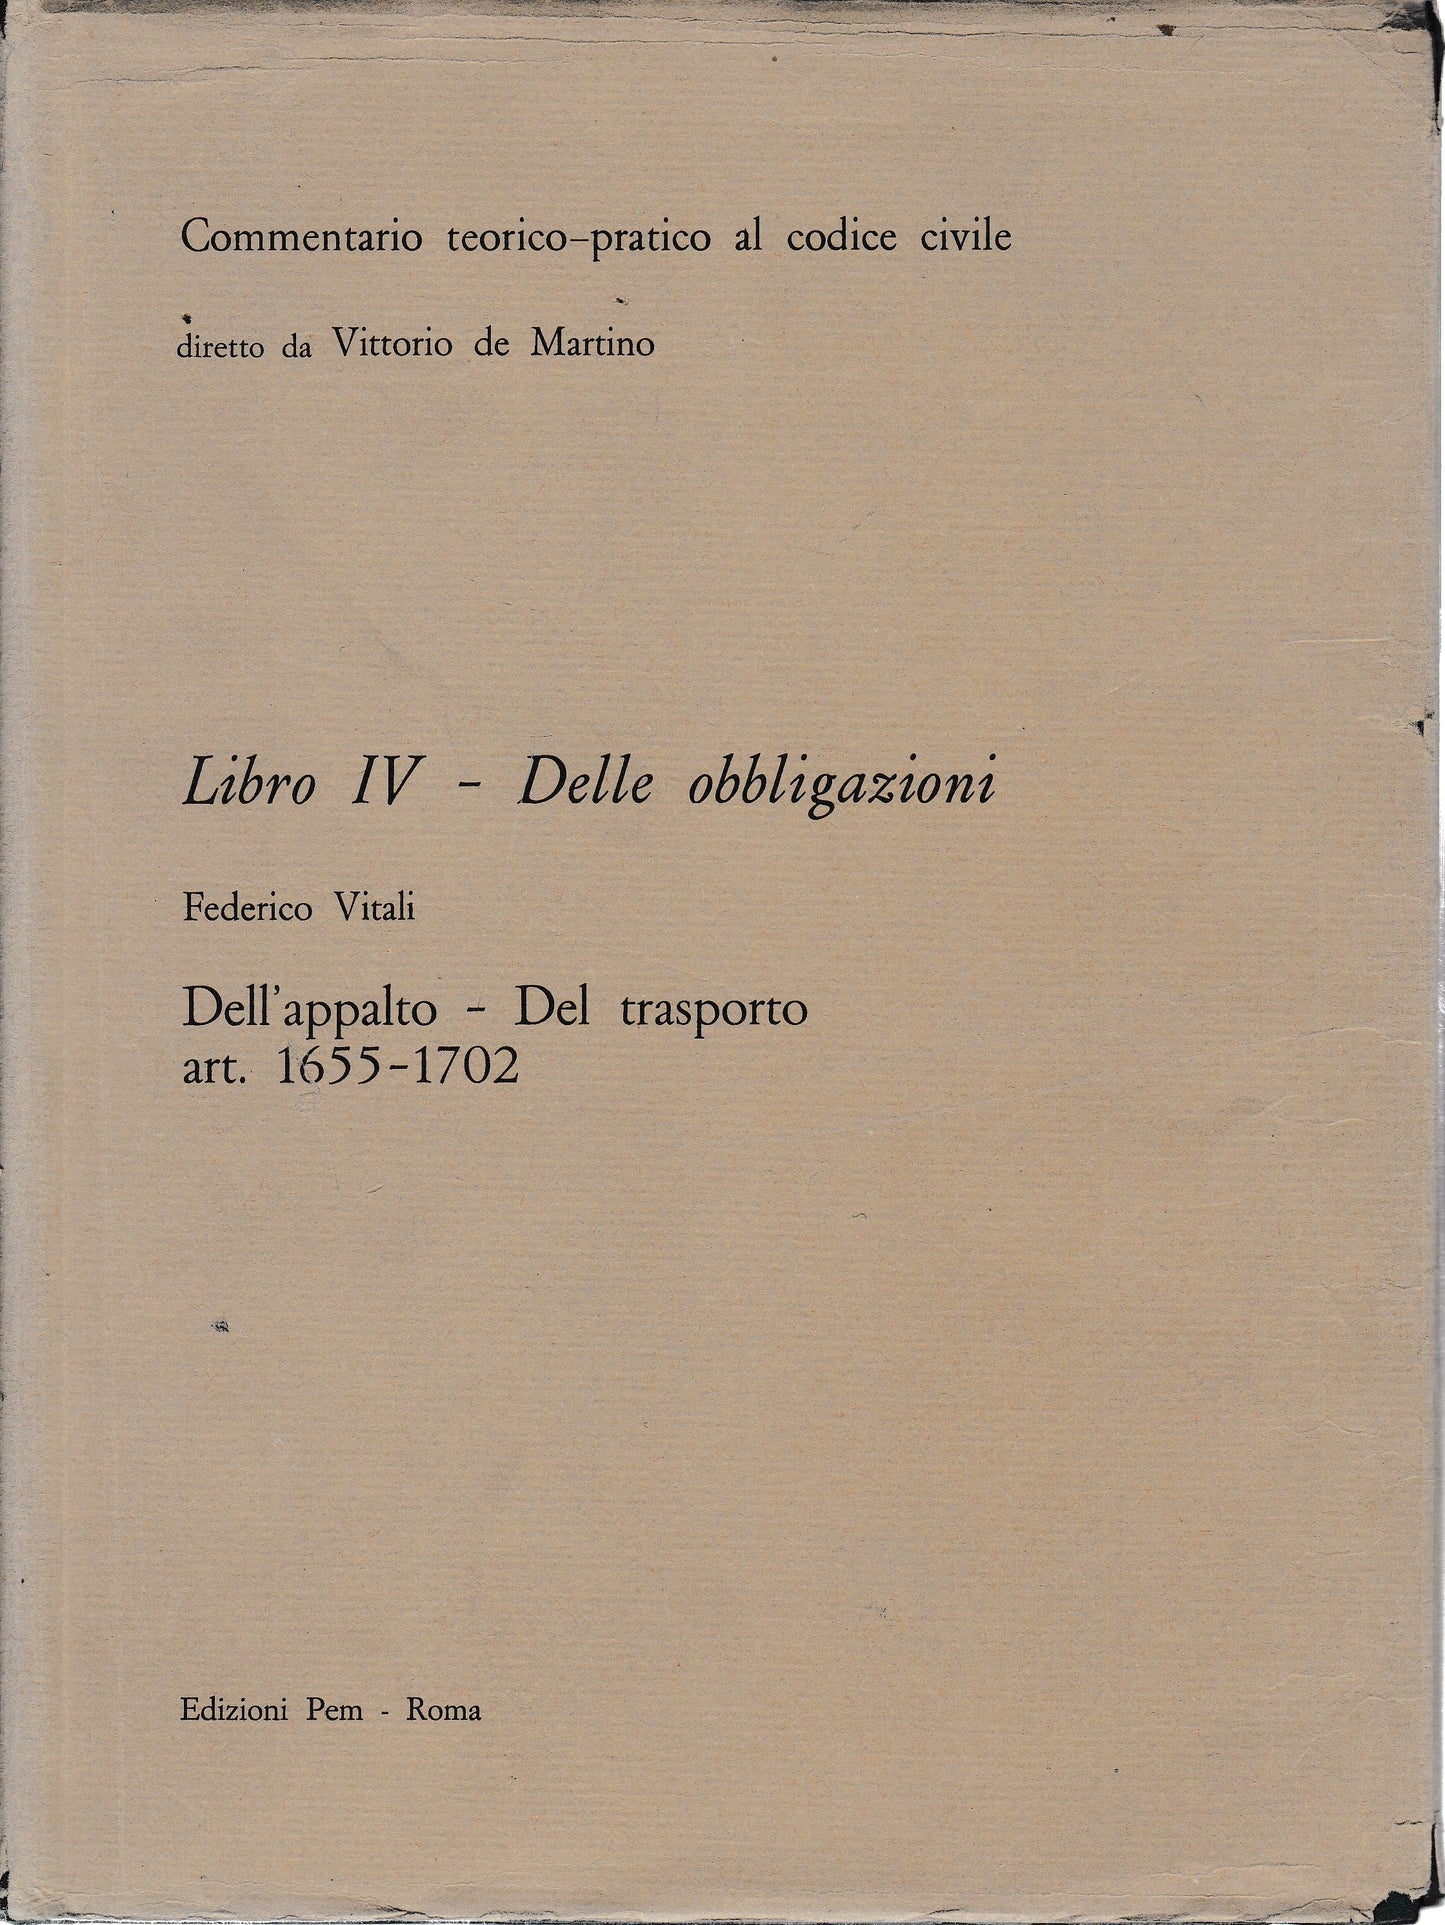 Commentario teorico-pratico al codice civile
diretto da Vittorio de Martino
Libro IV - Delle obbligazioni
Federico Vitali
Dell'appalto - Del trasporto
art. 1655-1702
Edizioni Pem - Roma